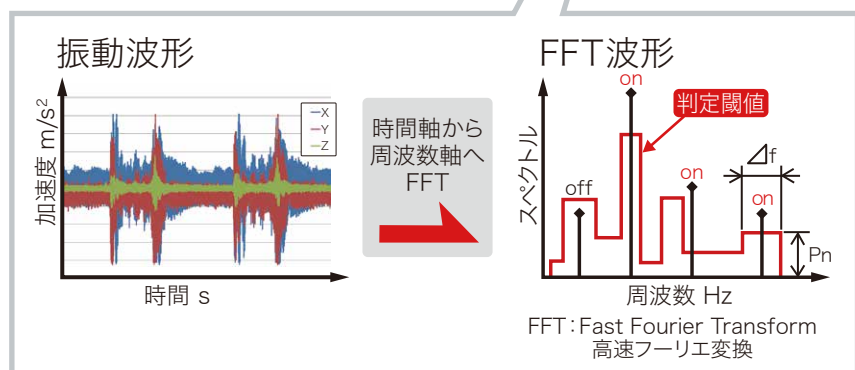 振動波形
加速度 m/s²
X
Y
Z
時間 s
時間軸から
周波数軸へ
FFT
FFT波形
スペクトル
off
on
判定閾値
on
⊿f
on
Pn
周波数 Hz
FFT：Fast Fourier Transform
高速フーリエ変換